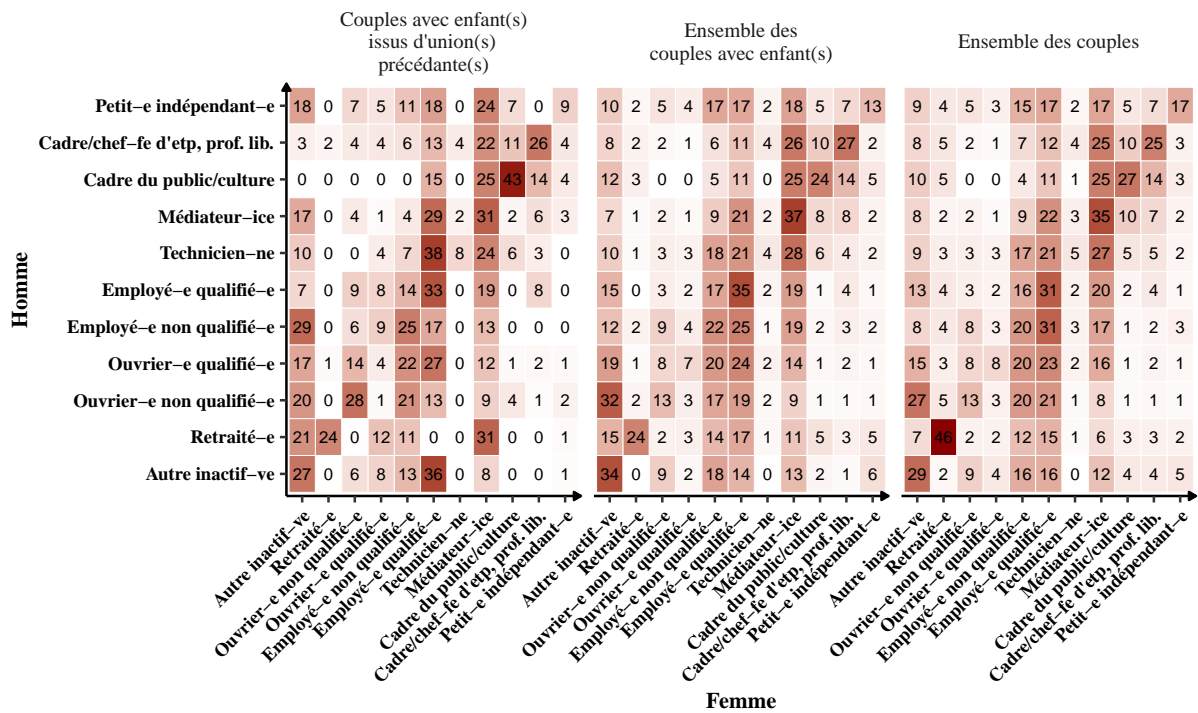 Couples avec enfant(s)
issus d'union(s)
précédante(s)
Ensemble des
couples avec enfant(s)
Ensemble des couples
Homme
Petit−e indépendant−e 18 0 7 5 11 18 0 24 7 0 9 10 2 5 4 17 17 2 18 5 7 13 9 4 5 3 15 17 2 17 5 7 17
Cadre/chef−fe d'etp, prof. lib. 3 2 4 4 6 13 4 22 11 26 4 8 2 2 1 6 11 4 26 10 27 2 8 5 2 1 7 12 4 25 10 25 3
Cadre du public/culture 0 0 0 0 0 15 0 25 43 14 4 12 3 0 0 5 11 0 25 24 14 5 10 5 0 0 4 11 1 25 27 14 3
Médiateur−ice 17 0 4 1 4 29 2 31 2 6 3 7 1 2 1 9 21 2 37 8 8 2 8 2 2 1 9 22 3 35 10 7 2
Technicien−ne 10 0 0 4 7 38 8 24 6 3 0 10 1 3 3 18 21 4 28 6 4 2 9 3 3 3 17 21 5 27 5 5 2
Employé−e qualifié−e 7 0 9 8 14 33 0 19 0 8 0 15 0 3 2 17 35 2 19 1 4 1 13 4 3 2 16 31 2 20 2 4 1
Employé−e non qualifié−e 29 0 6 9 25 17 0 13 0 0 0 12 2 9 4 22 25 1 19 2 3 2 8 4 8 3 20 31 3 17 1 2 3
Ouvrier−e qualifié−e 17 1 14 4 22 27 0 12 1 2 1 19 1 8 7 20 24 2 14 1 2 1 15 3 8 8 20 23 2 16 1 2 1
Ouvrier−e non qualifié−e 20 0 28 1 21 13 0 9 4 1 2 32 2 13 3 17 19 2 9 1 1 1 27 5 13 3 20 21 1 8 1 1 1
Retraité−e 21 24 0 12 11 0 0 31 0 0 1 15 24 2 3 14 17 1 11 5 3 5 7 46 2 2 12 15 1 6 3 3 2
Autre inactif−ve 27 0 6 8 13 36 0 8 0 0 1 34 0 9 2 18 14 0 13 2 1 6 29 2 9 4 16 16 0 12 4 4 5
Autre inactif−ve
Retraité−e
Ouvrier−e non qualifié−e
Ouvrier−e qualifié−e
Employé−e non qualifié−e
Employé−e qualifié−e
Technicien−ne
Médiateur−ice
Cadre du public/culture
Cadre/chef−fe d'etp, prof. lib.
Petit−e indépendant−e
Autre inactif−ve
Retraité−e
Ouvrier−e non qualifié−e
Ouvrier−e qualifié−e
Employé−e non qualifié−e
Employé−e qualifié−e
Technicien−ne
Médiateur−ice
Cadre du public/culture
Cadre/chef−fe d'etp, prof. lib.
Petit−e indépendant−e
Autre inactif−ve
Retraité−e
Ouvrier−e non qualifié−e
Ouvrier−e qualifié−e
Employé−e non qualifié−e
Employé−e qualifié−e
Technicien−ne
Médiateur−ice
Cadre du public/culture
Cadre/chef−fe d'etp, prof. lib.
Petit−e indépendant−e
Femme